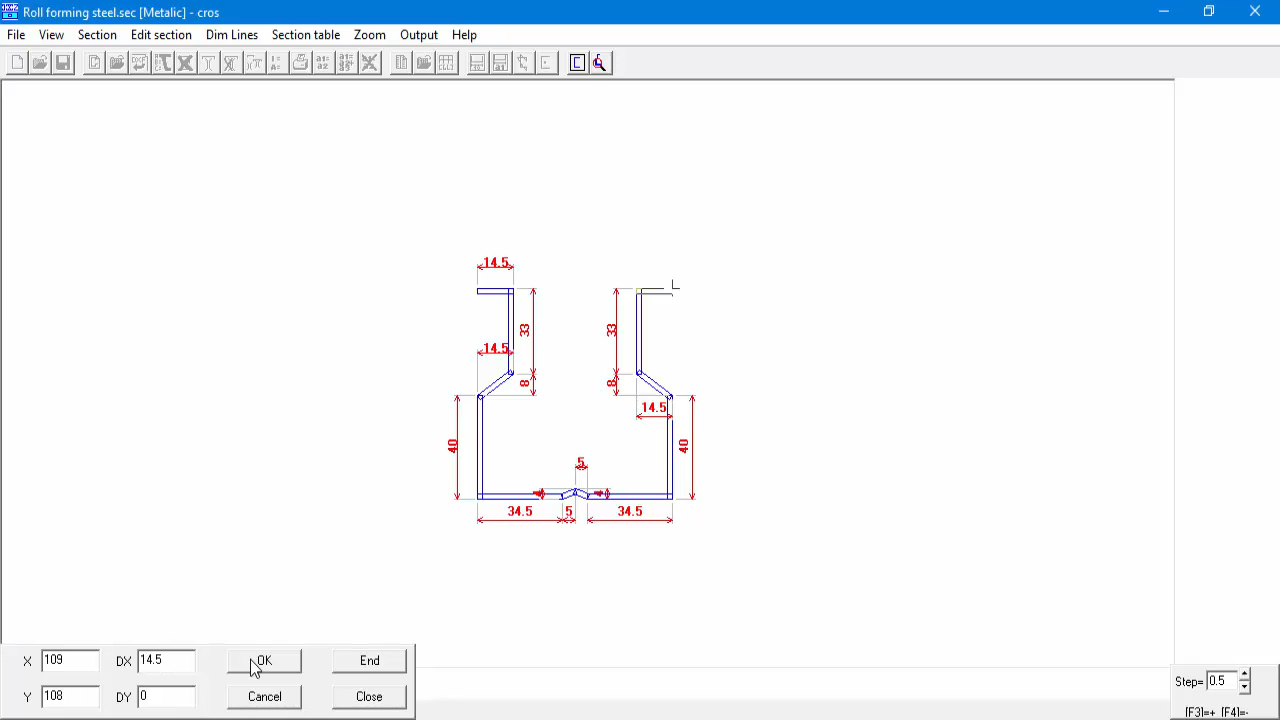 Roll forming steel.sec [Metalic] - cros
File View Section Edit section Dim Lines Section table Zoom Output Help
14.5
33 33
14.5
8 8
14.5
40 40
5
4 4
34.5 5 34.5
X 109 DX 14.5 OK End
Y 108 DY 0 Cancel Close
Step= 0.5
[F3]=+ [F4]=-